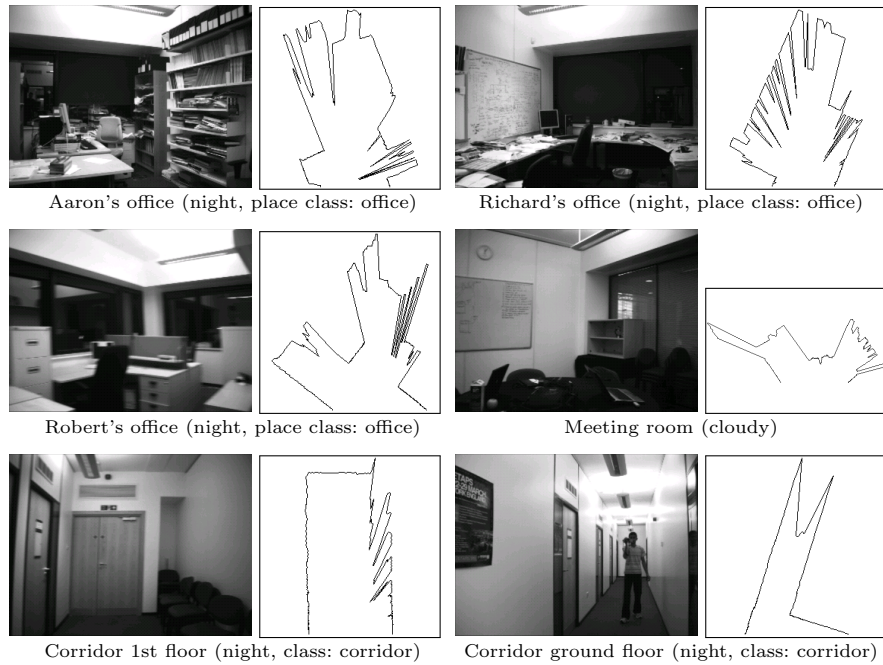 Aaron's office (night, place class: office)
Richard's office (night, place class: office)
Robert's office (night, place class: office)
Meeting room (cloudy)
Corridor 1st floor (night, class: corridor)
Corridor ground floor (night, class: corridor)